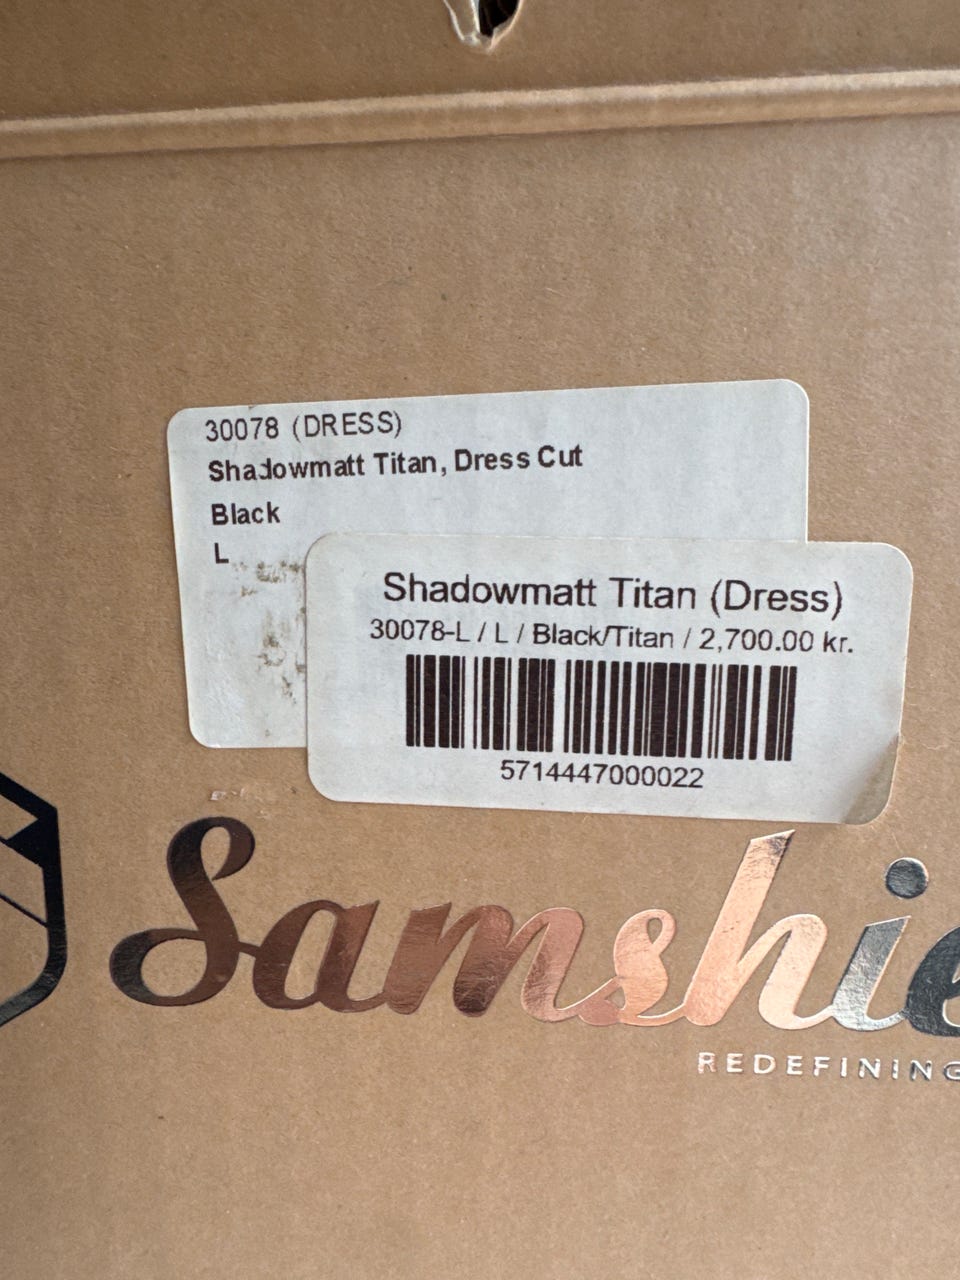 30078 (DRESS)
Shadowmatt Titan, Dress Cut
Black
L
Shadowmatt Titan (Dress)
30078-L / L / Black/Titan / 2,700.00 kr.
5714447000022
Samshie
REDEFINING